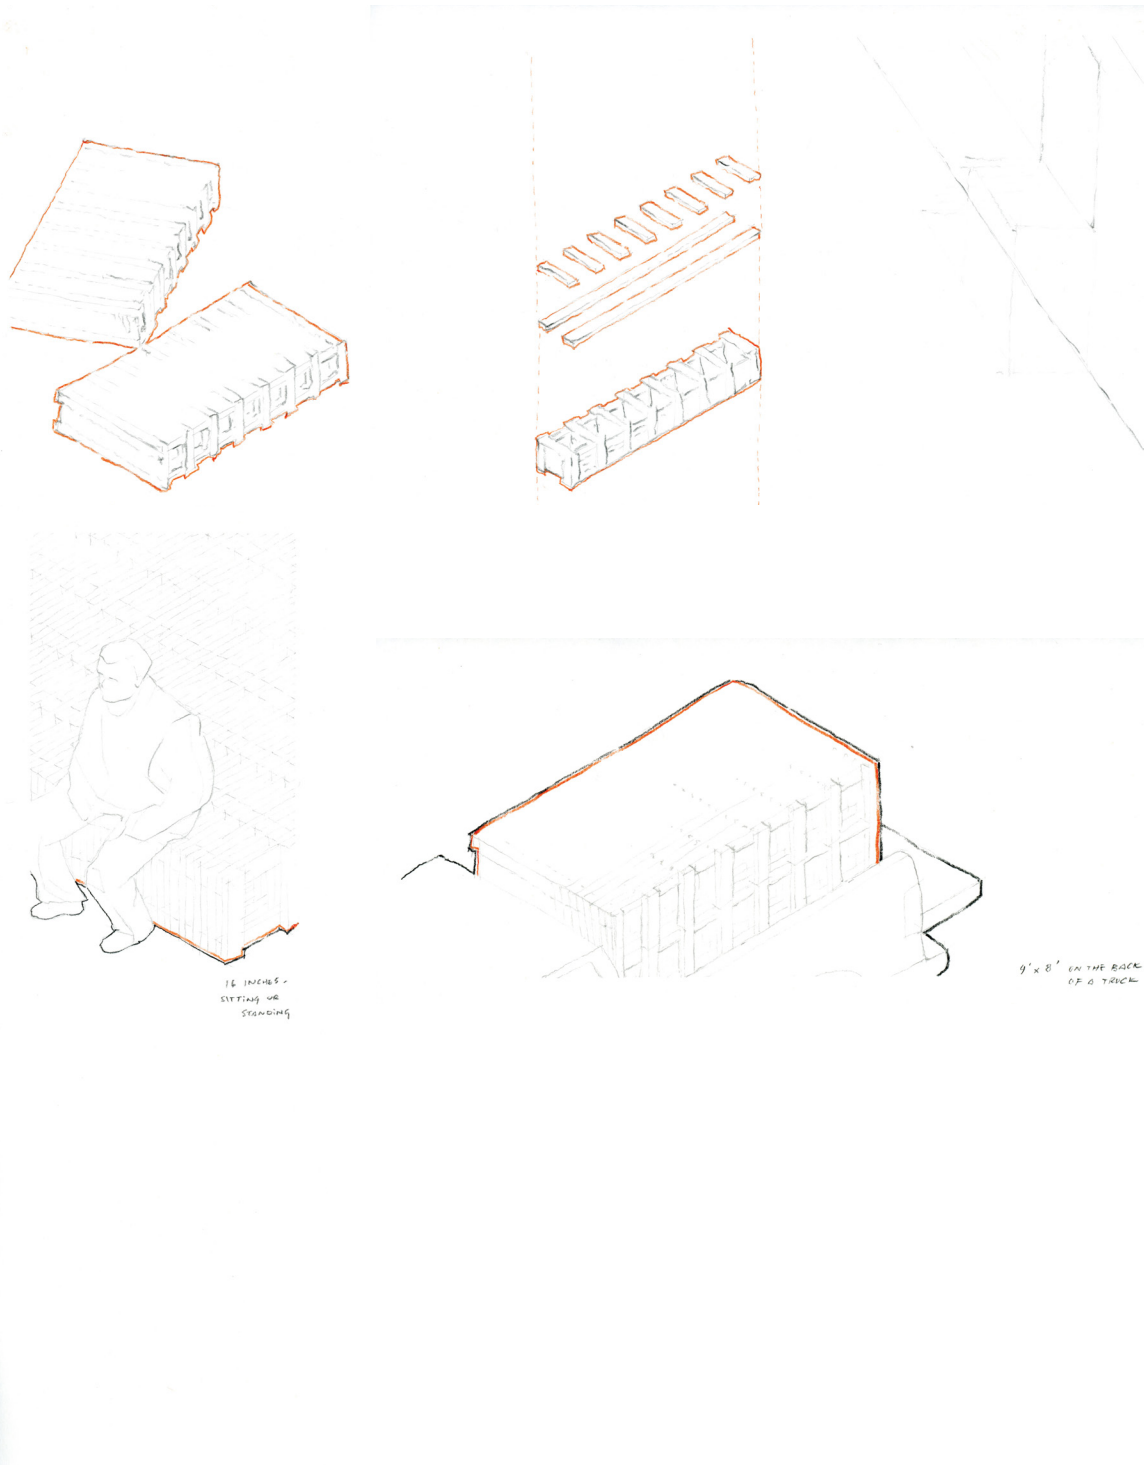 16 INCHES.
SITTING OR
STANDING
9' x 8' ON THE BACK
OF A TRUCK